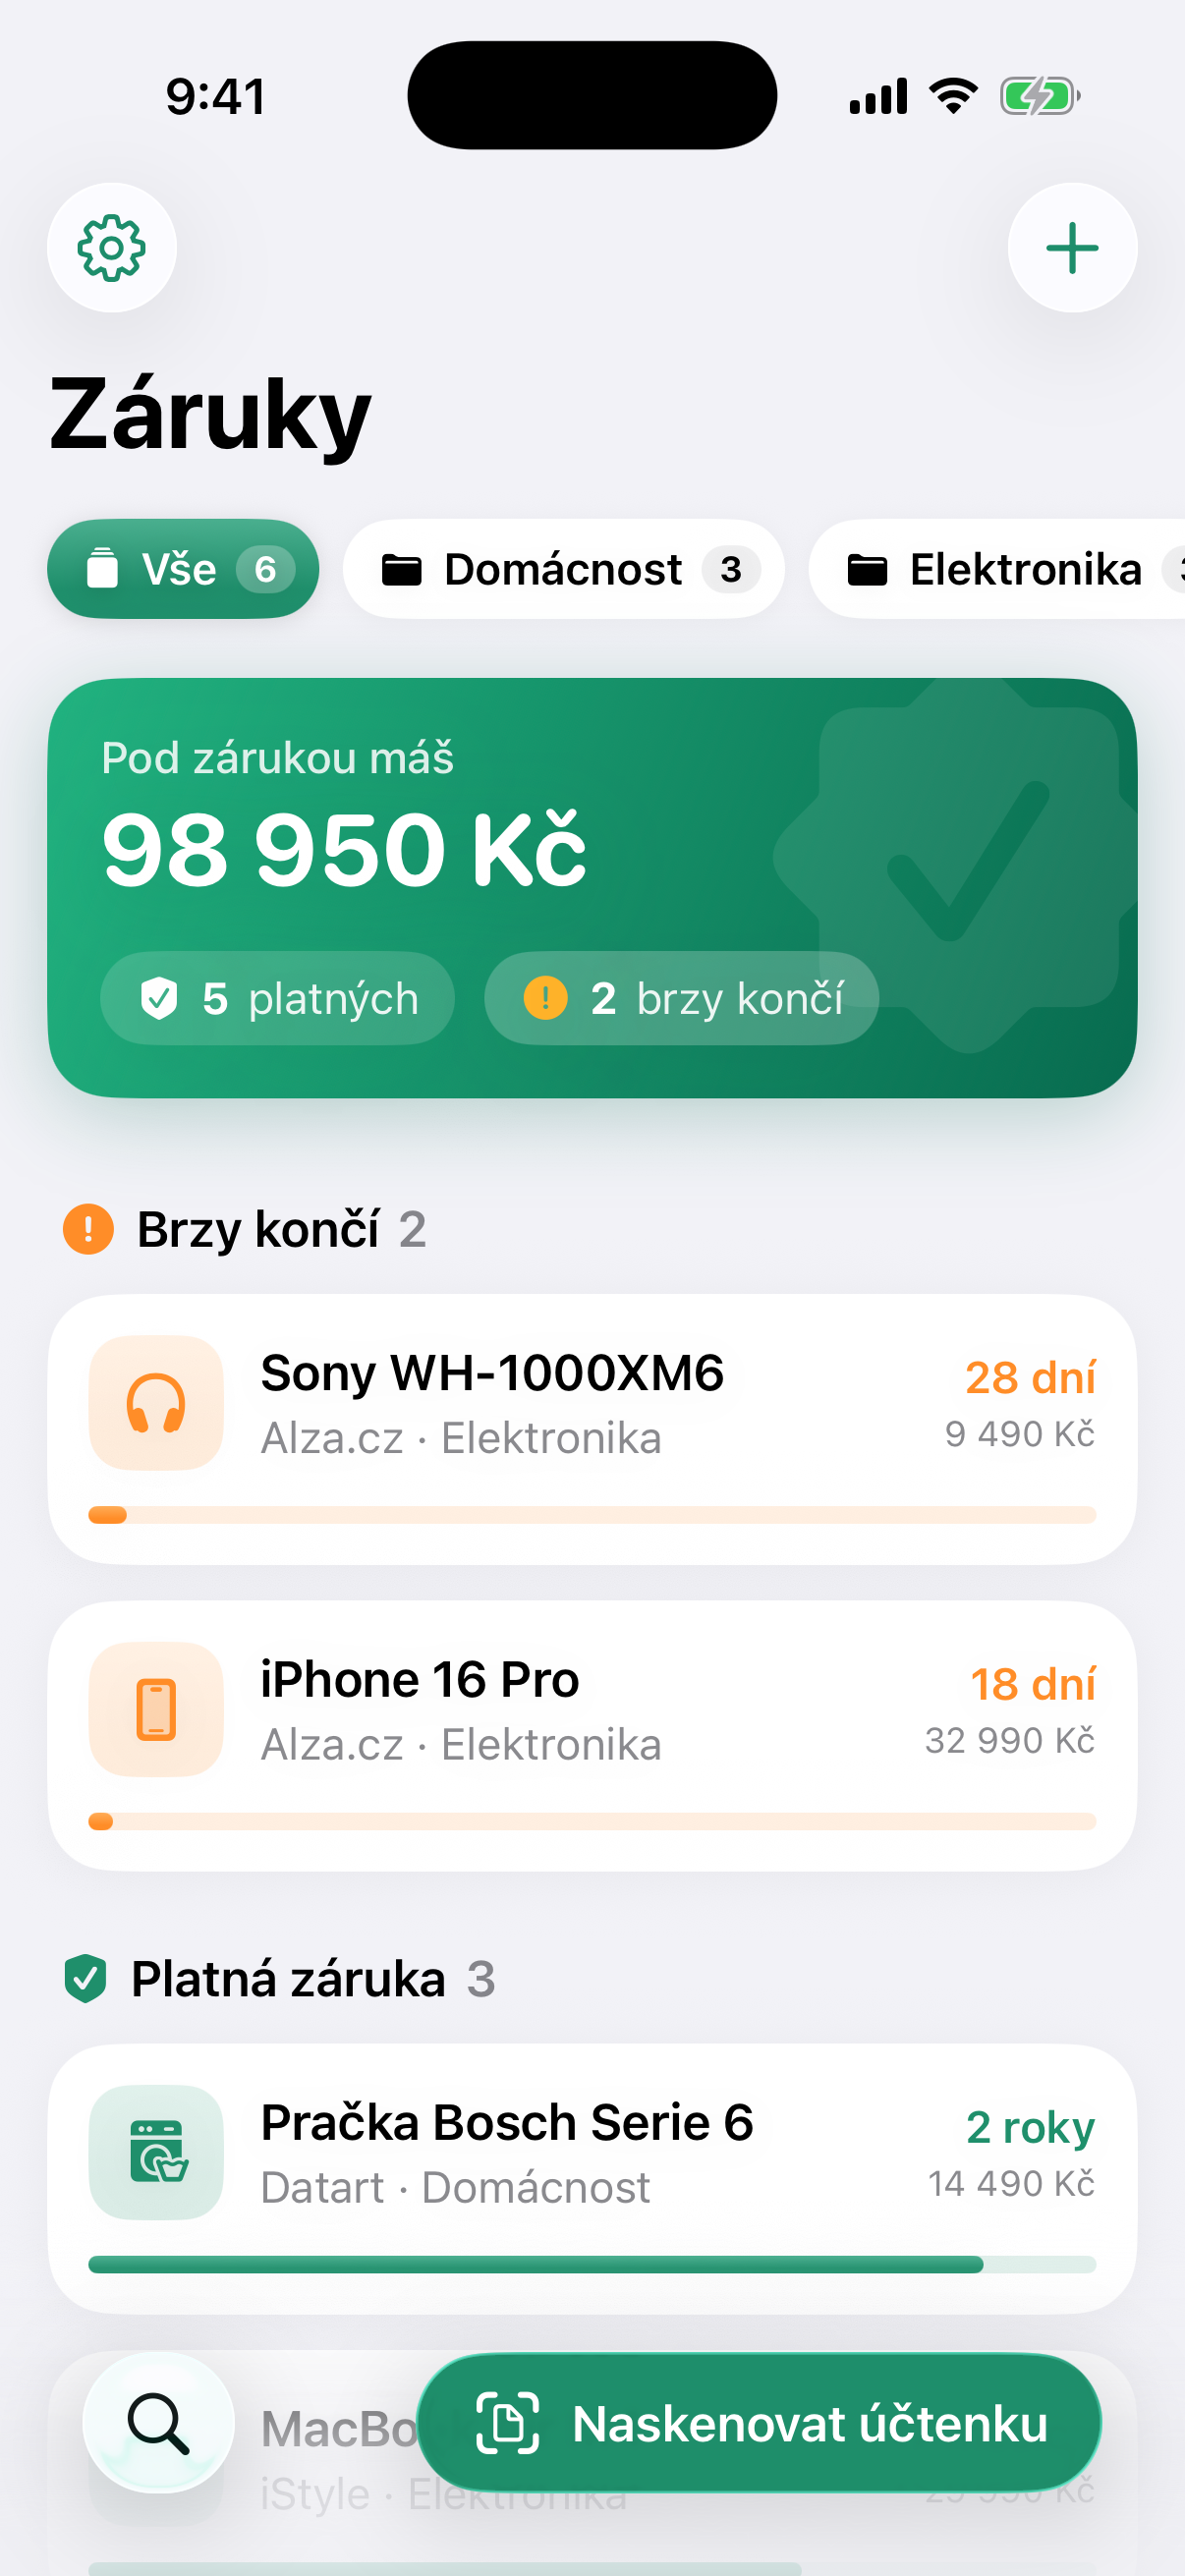 9:41
Záruky
Vše 6
Domácnost 3
Elektronika
Pod zárukou máš
98 950 Kč
5 platných
2 brzy končí
Brzy končí 2
Sony WH-1000XM6
28 dní
Alza.cz · Elektronika
9 490 Kč
iPhone 16 Pro
18 dní
Alza.cz · Elektronika
32 990 Kč
Platná záruka 3
Pračka Bosch Serie 6
2 roky
Datart · Domácnost
14 490 Kč
MacBo
Naskenovat účtenku
iStyle · Elektronika